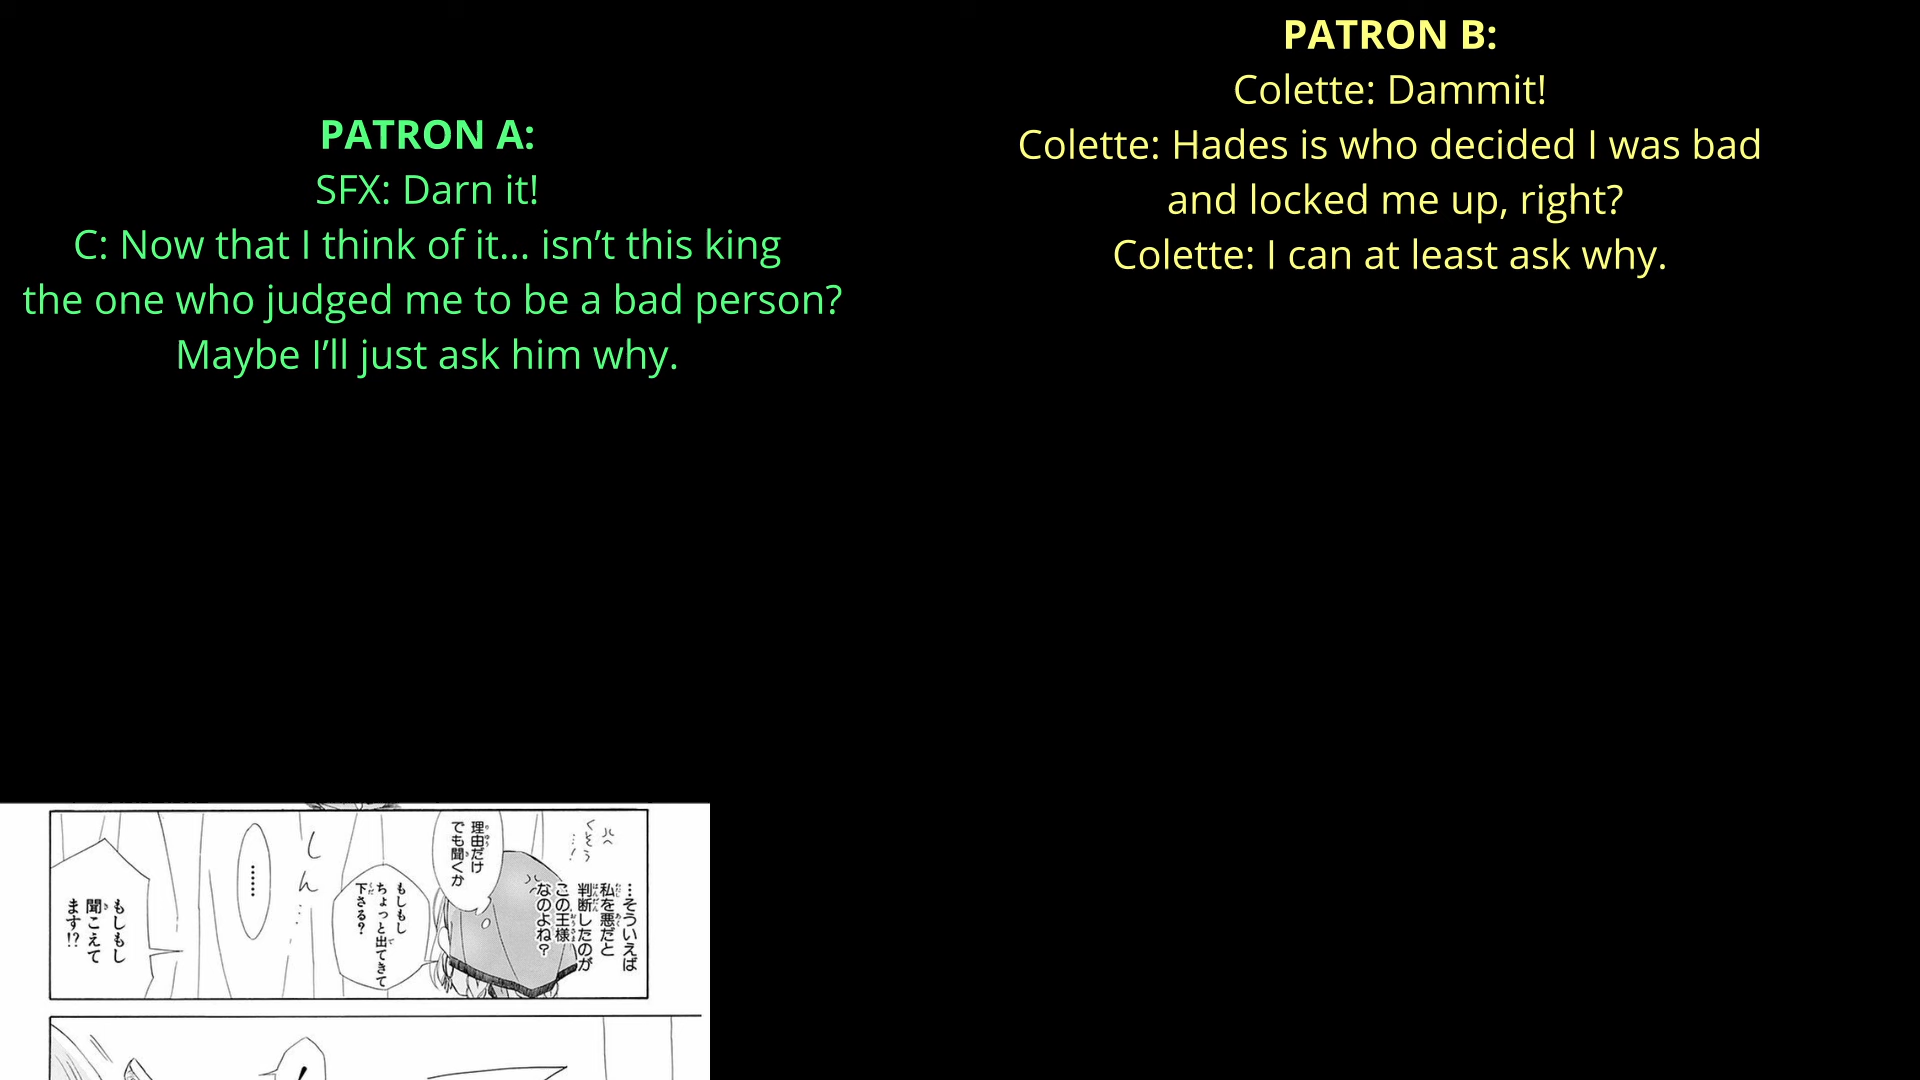 PATRON A:
SFX: Darn it!
C: Now that I think of it... isn’t this king
the one who judged me to be a bad person?
Maybe I’ll just ask him why.
PATRON B:
Colette: Dammit!
Colette: Hades is who decided I was bad
and locked me up, right?
Colette: I can at least ask why.
くそう
…！
…そういえば
私を悪だと
判断したのが
この王様
なのよね？
理由だけ
でも聞くか
もしもし
ちょっと出てきて
下さる？
しん…
……
もしもし
聞こえて
ます!?